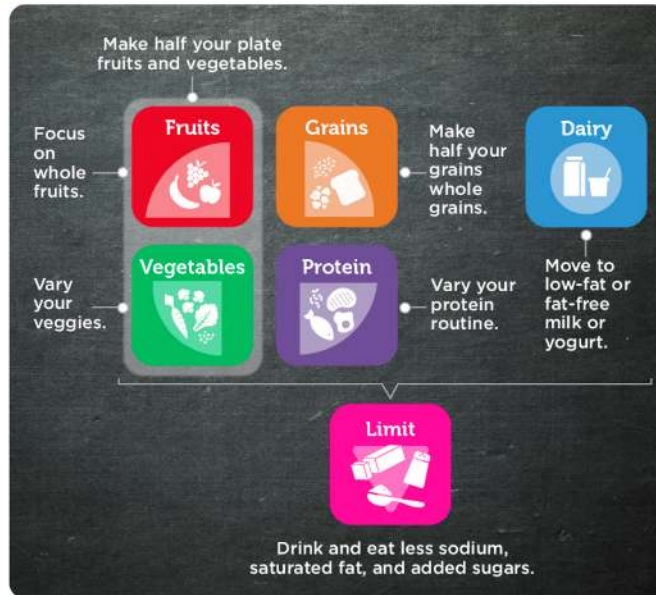 Make half your plate
fruits and vegetables.
Fruits
Focus
on
whole
fruits.
Grains
Make
half your
grains
whole
grains.
Dairy
Move to
low-fat or
fat-free
milk or
yogurt.
Vegetables
Vary
your
veggies.
Protein
Vary your
protein
routine.
Limit
Drink and eat less sodium,
saturated fat, and added sugars.